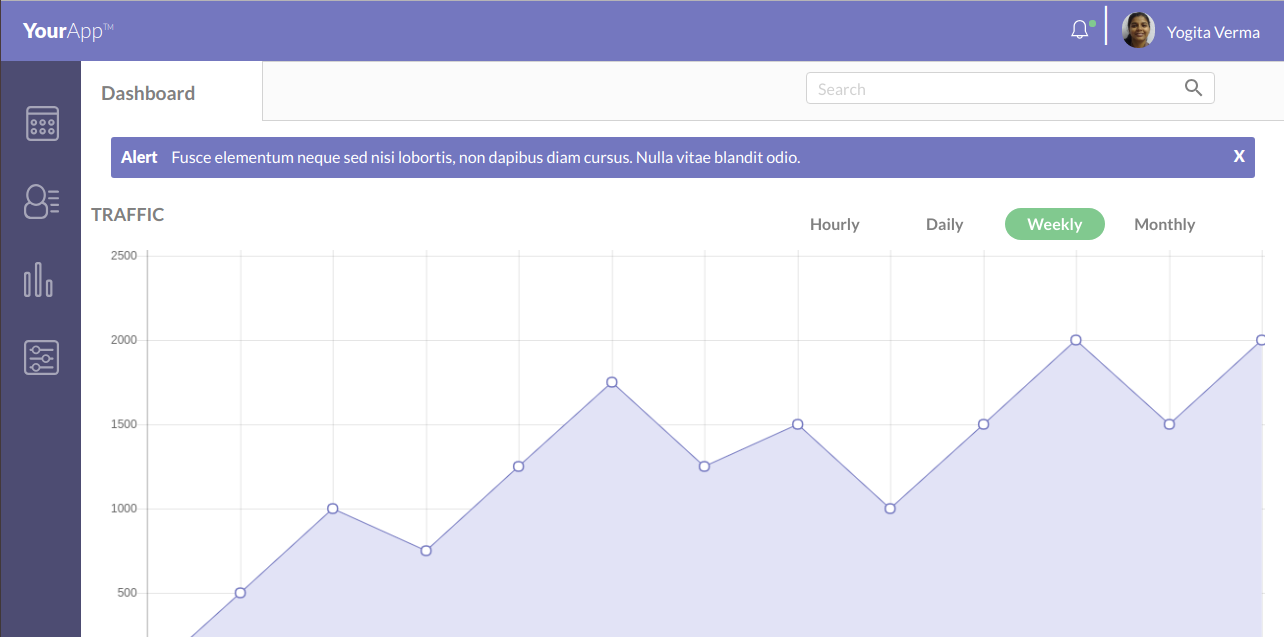 YourApp™
Yogita Verma
Dashboard
Search
Alert Fusce elementum neque sed nisi lobortis, non dapibus diam cursus. Nulla vitae blandit odio. X
TRAFFIC
Hourly Daily Weekly Monthly
2500
2000
1500
1000
500